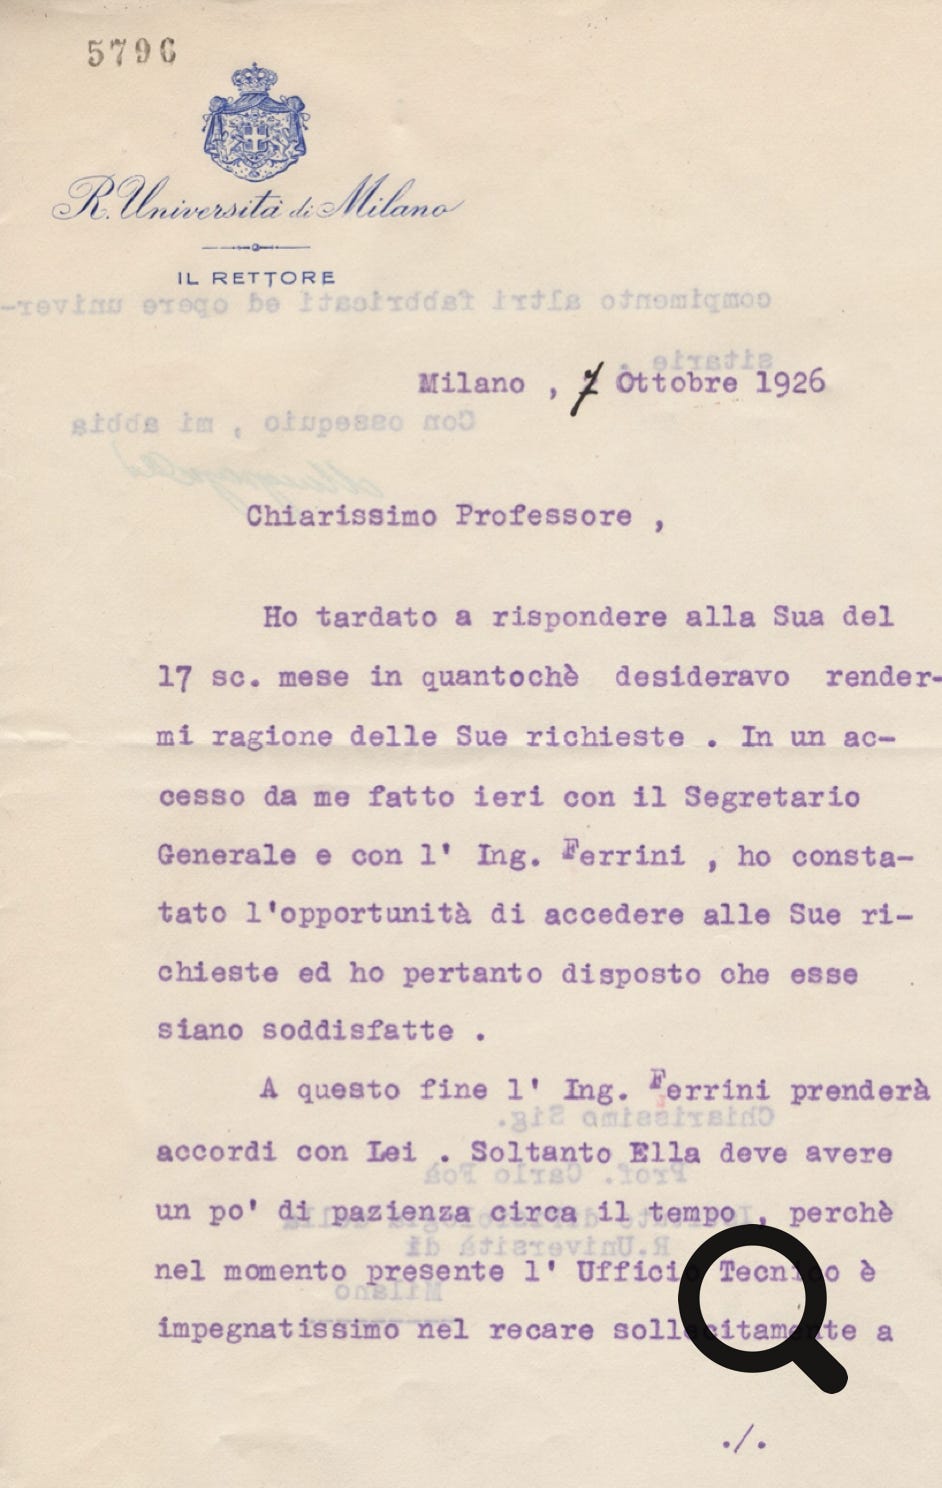 5796
R. Università di Milano
IL RETTORE
Milano , 7 Ottobre 1926
Chiarissimo Professore ,
Ho tardato a rispondere alla Sua del
17 sc. mese in quantochè desideravo render-
mi ragione delle Sue richieste . In un ac-
cesso da me fatto ieri con il Segretario
Generale e con l' Ing. Ferrini , ho consta-
tato l'opportunità di accedere alle Sue ri-
chieste ed ho pertanto disposto che esse
siano soddisfatte .
A questo fine l' Ing. Ferrini prenderà
accordi con Lei . Soltanto Ella deve avere
un po' di pazienza circa il tempo , perchè
nel momento presente l' Ufficio Tecnico è
impegnatissimo nel recare sollecitamente a
./.